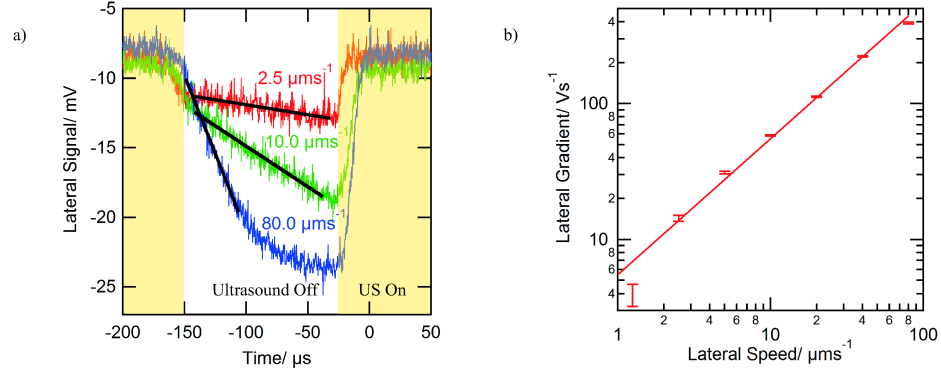 a)
Lateral Signal/ mV
-10
-15
-20
-25
2.5 µms⁻¹
10.0 µms⁻¹
80.0 µms⁻¹
Ultrasound Off
US On
-200
-150
-100
-50
0
50
Time/ µs
b)
Lateral Gradient/ Vs⁻¹
4
2
100
8
6
4
2
10
8
6
4
1
2
4
6
8
10
2
4
6
8
100
Lateral Speed/ µms⁻¹